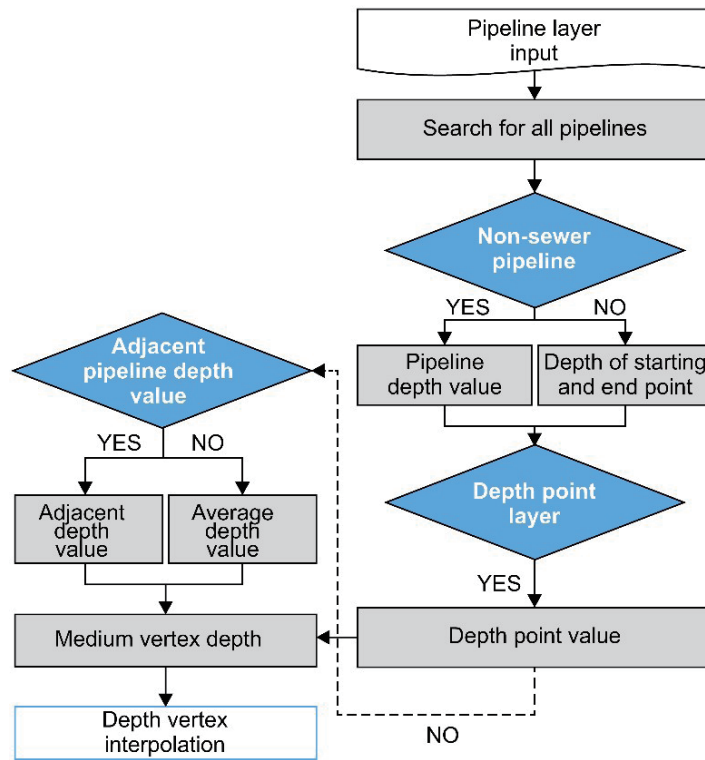 Pipeline layer
input
Search for all pipelines
Non-sewer
pipeline
YES
NO
Pipeline
depth value
Depth of starting
and end point
Depth point
layer
YES
Depth point value
NO
Adjacent
pipeline depth
value
YES
NO
Adjacent
depth
value
Average
depth
value
Medium vertex depth
Depth vertex
interpolation